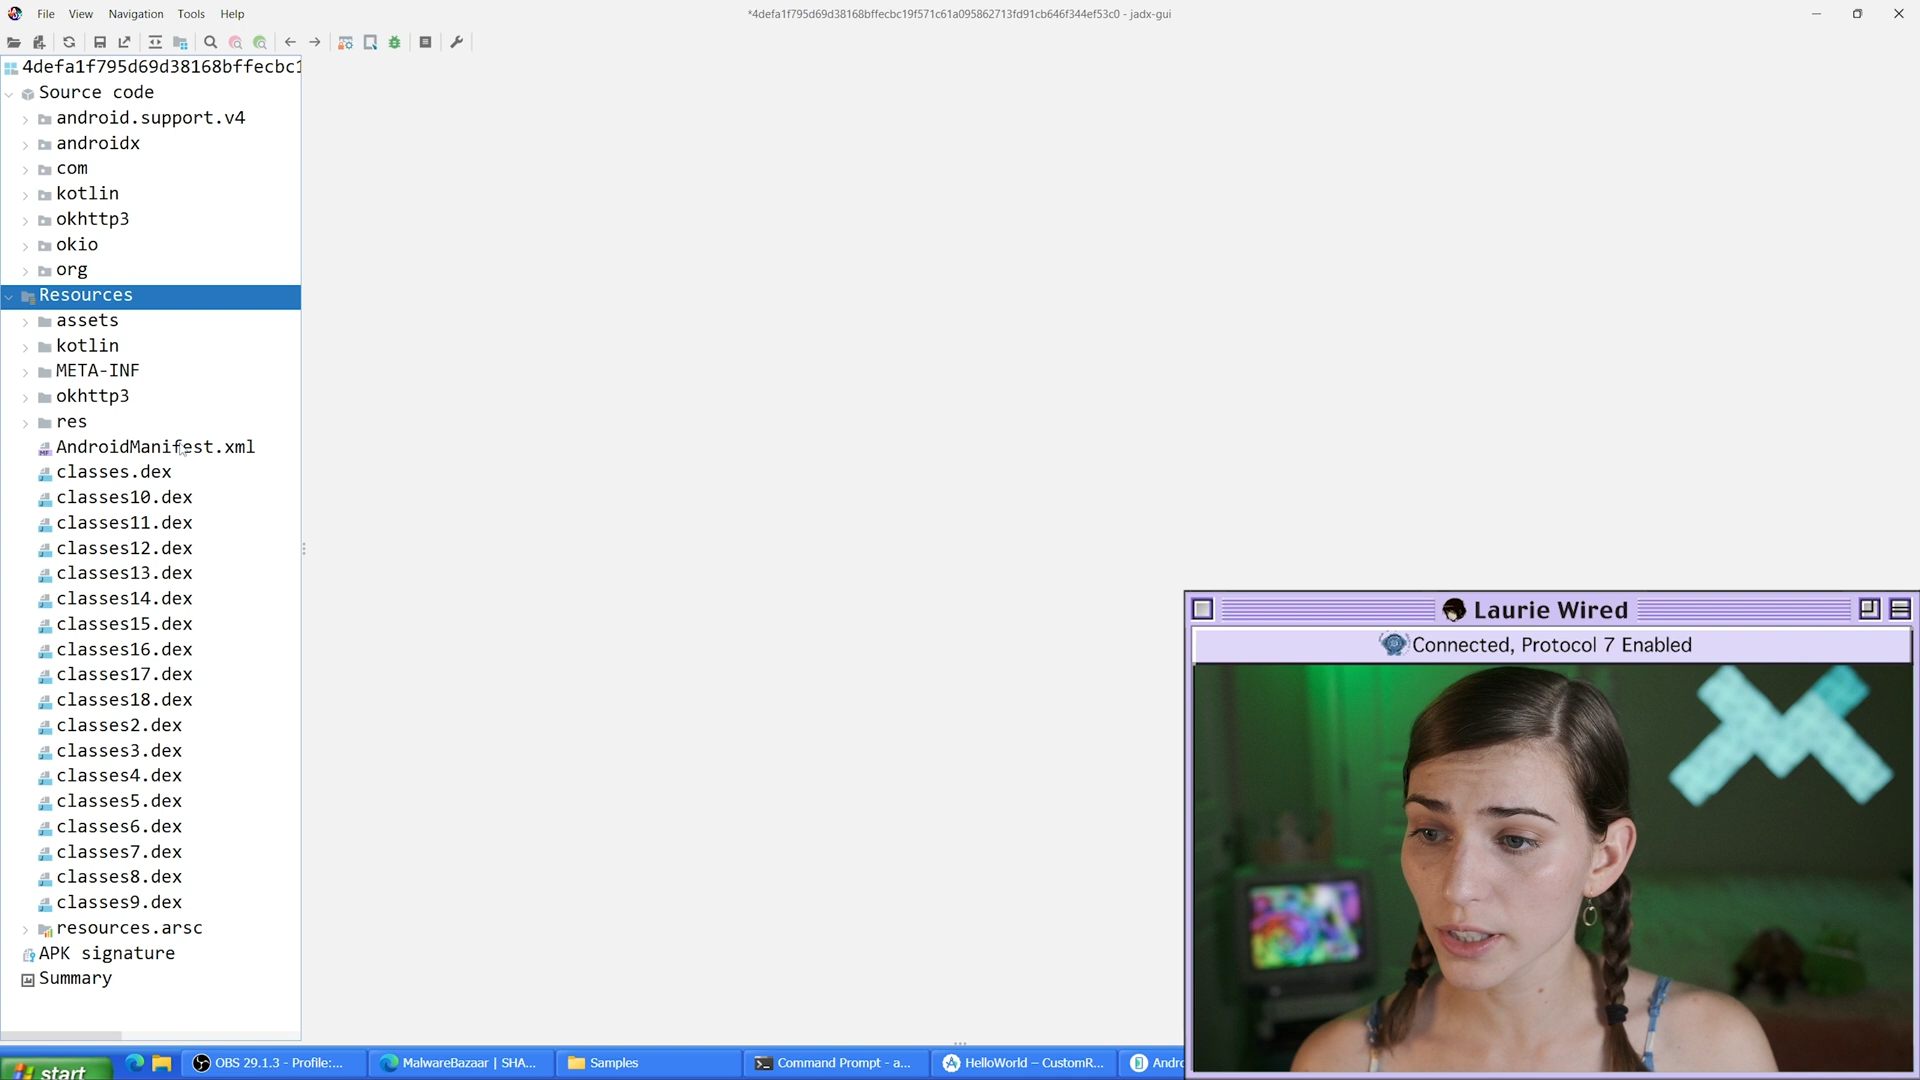 File View Navigation Tools Help
*4defa1f795d69d38168bffecbc19f571c61a095862713fd91cb646f344ef53c0 - jadx-gui
4defa1f795d69d38168bffecbc1
Source code
android.support.v4
androidx
com
kotlin
okhttp3
okio
org
Resources
assets
kotlin
META-INF
okhttp3
res
AndroidManifest.xml
classes.dex
classes10.dex
classes11.dex
classes12.dex
classes13.dex
classes14.dex
classes15.dex
classes16.dex
classes17.dex
classes18.dex
classes2.dex
classes3.dex
classes4.dex
classes5.dex
classes6.dex
classes7.dex
classes8.dex
classes9.dex
resources.arsc
APK signature
Summary
Laurie Wired
Connected, Protocol 7 Enabled
start
OBS 29.1.3 - Profile:...
MalwareBazaar | SHA...
Samples
Command Prompt - a...
HelloWorld – CustomR...
Andro